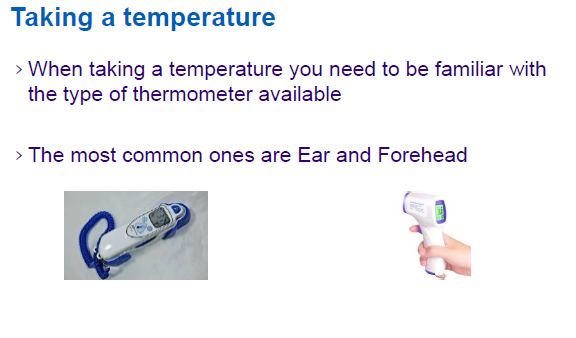 Taking a temperature
› When taking a temperature you need to be familiar with
the type of thermometer available
› The most common ones are Ear and Forehead